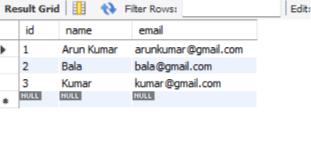 Result Grid Filter Rows: Edit:
id name email
1 Arun Kumar arunkumar@gmail.com
2 Bala bala@gmail.com
3 Kumar kumar@gmail.com
NULL NULL NULL